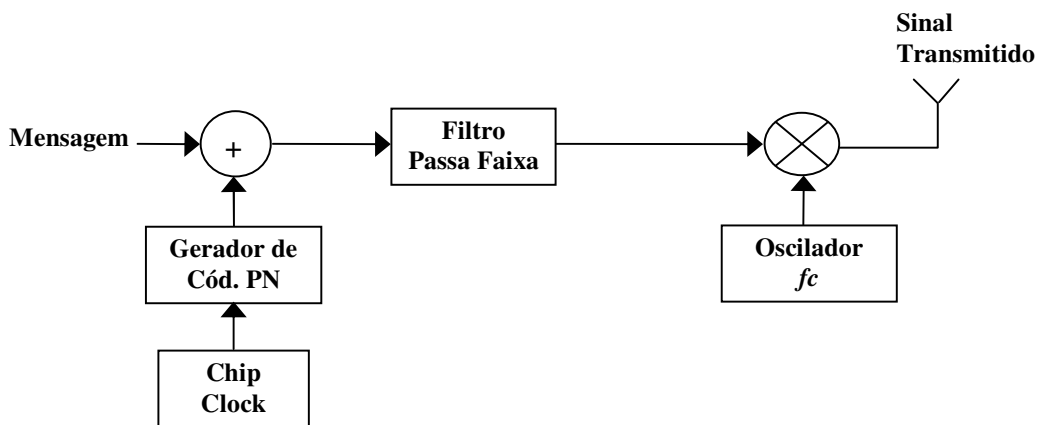 Sinal
Transmitido
Mensagem
+
Filtro
Passa Faixa
Gerador de
Cód. PN
Oscilador
fc
Chip
Clock